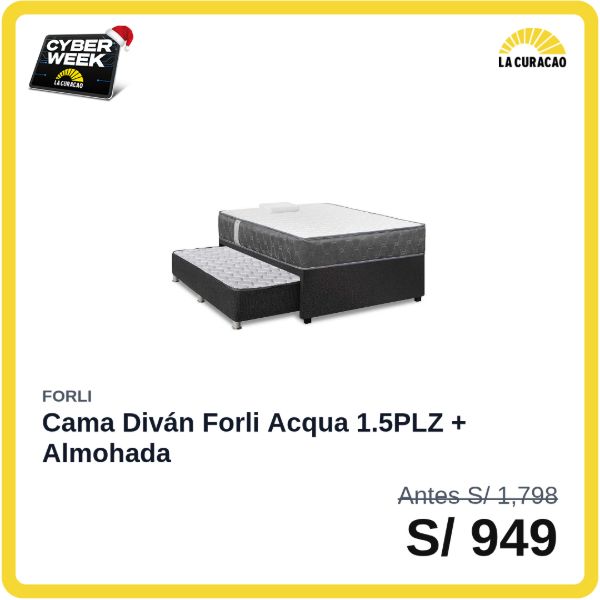 CYBER
WEEK
LA CURACAO
LA CURACAO
FORLI
Cama Diván Forli Acqua 1.5PLZ +
Almohada
Antes S/ 1,798
S/ 949